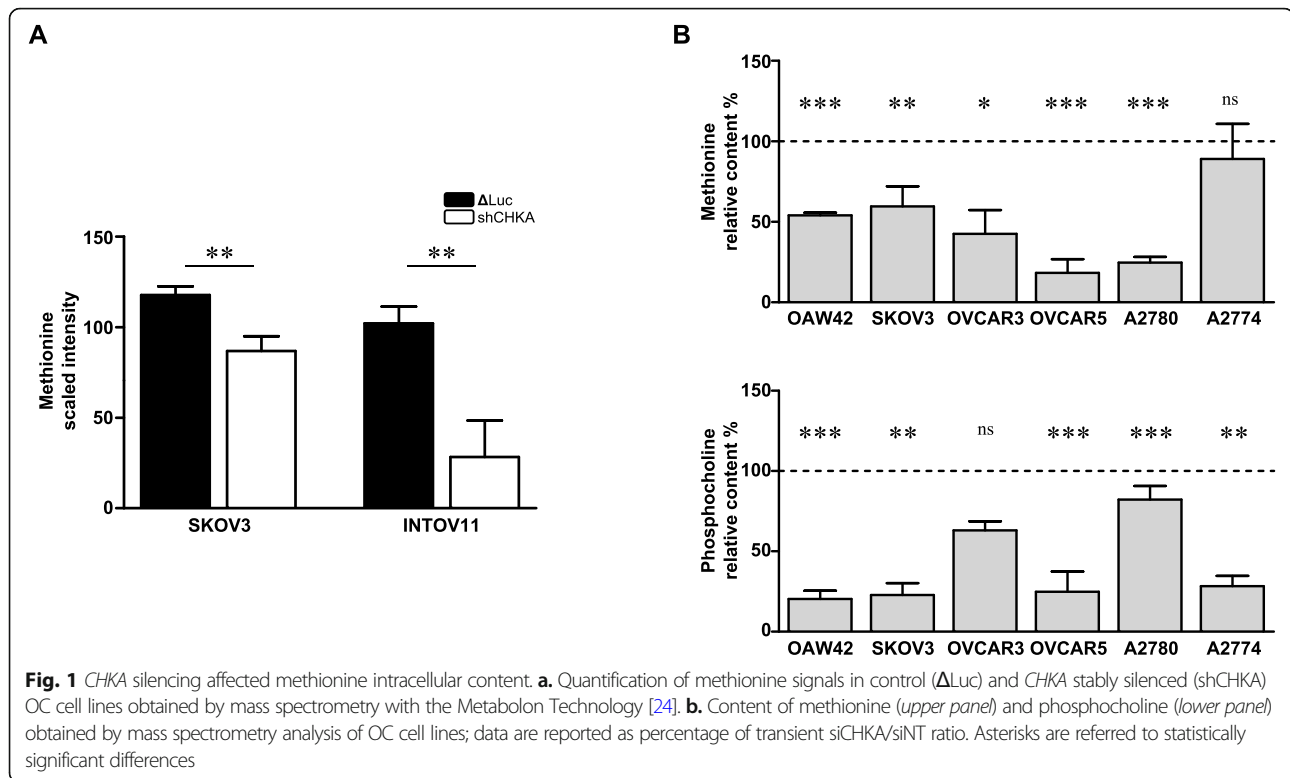 A
ΔLuc
shCHKA
Methionine
scaled intensity
150
100
50
0
**
**
SKOV3 INTOV11
B
Methionine
relative content %
150
100
50
0
*** ** * *** *** ns
OAW42 SKOV3 OVCAR3 OVCAR5 A2780 A2774
Phosphocholine
relative content %
150
100
50
0
*** ** ns *** *** **
OAW42 SKOV3 OVCAR3 OVCAR5 A2780 A2774
Fig. 1 CHKA silencing affected methionine intracellular content. a. Quantification of methionine signals in control (ΔLuc) and CHKA stably silenced (shCHKA)
OC cell lines obtained by mass spectrometry with the Metabolon Technology [24]. b. Content of methionine (upper panel) and phosphocholine (lower panel)
obtained by mass spectrometry analysis of OC cell lines; data are reported as percentage of transient siCHKA/siNT ratio. Asterisks are referred to statistically
significant differences